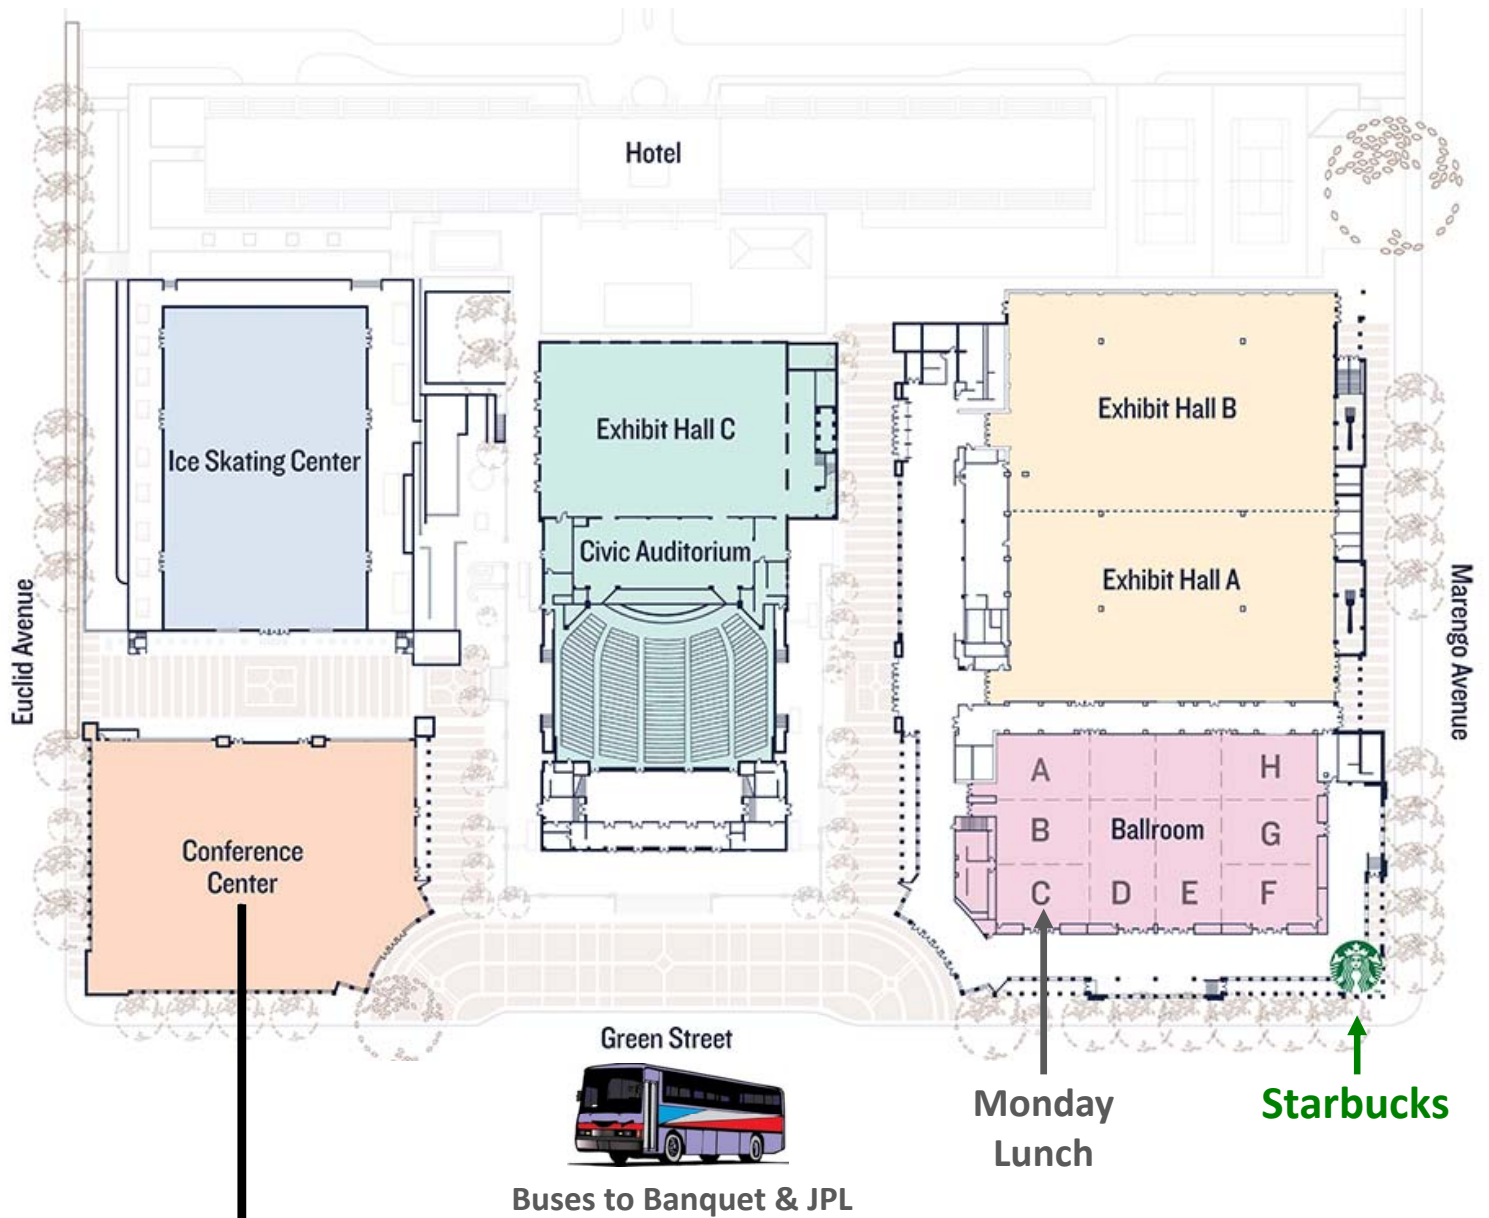 Hotel
Exhibit Hall B
Exhibit Hall C
Ice Skating Center
Civic Auditorium
Exhibit Hall A
Euclid Avenue
Marengo Avenue
A
H
B
Ballroom
G
Conference
Center
C
D
E
F
Green Street
Monday
Lunch
Starbucks
Buses to Banquet & JPL